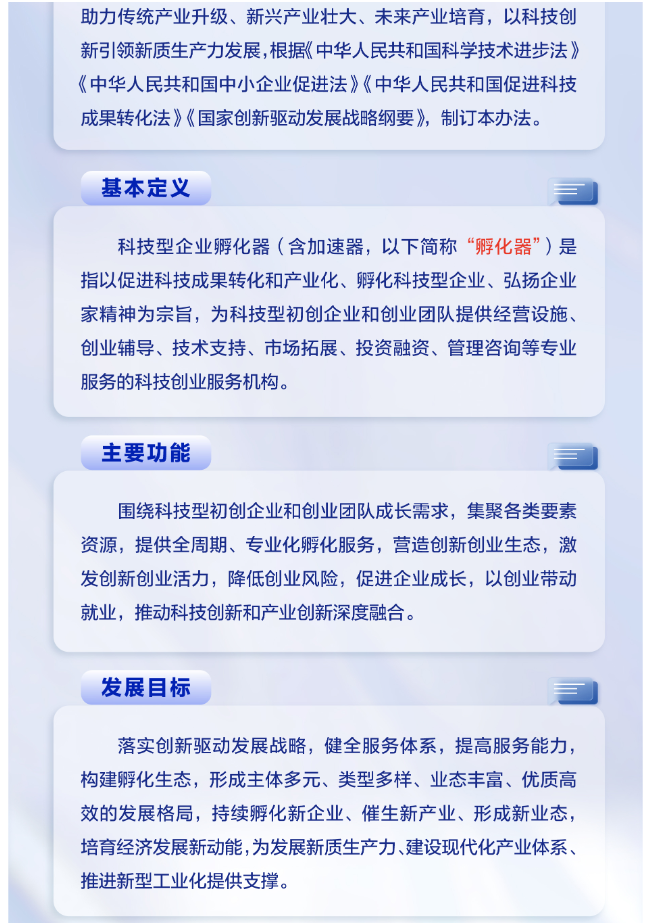 助力传统产业升级、新兴产业壮大、未来产业培育，以科技创
新引领新质生产力发展，根据《中华人民共和国科学技术进步法》
《中华人民共和国中小企业促进法》《中华人民共和国促进科技
成果转化法》《国家创新驱动发展战略纲要》，制订本办法。
基本定义
科技型企业孵化器（含加速器，以下简称“孵化器”）是
指以促进科技成果转化和产业化、孵化科技型企业、弘扬企业
家精神为宗旨，为科技型初创企业和创业团队提供经营设施、
创业辅导、技术支持、市场拓展、投资融资、管理咨询等专业
服务的科技创业服务机构。
主要功能
围绕科技型初创企业和创业团队成长需求，集聚各类要素
资源，提供全周期、专业化孵化服务，营造创新创业生态，激
发创新创业活力，降低创业风险，促进企业成长，以创业带动
就业，推动科技创新和产业创新深度融合。
发展目标
落实创新驱动发展战略，健全服务体系，提高服务能力，
构建孵化生态，形成主体多元、类型多样、业态丰富、优质高
效的发展格局，持续孵化新企业、催生新产业、形成新业态，
培育经济发展新动能，为发展新质生产力、建设现代化产业体系、
推进新型工业化提供支撑。